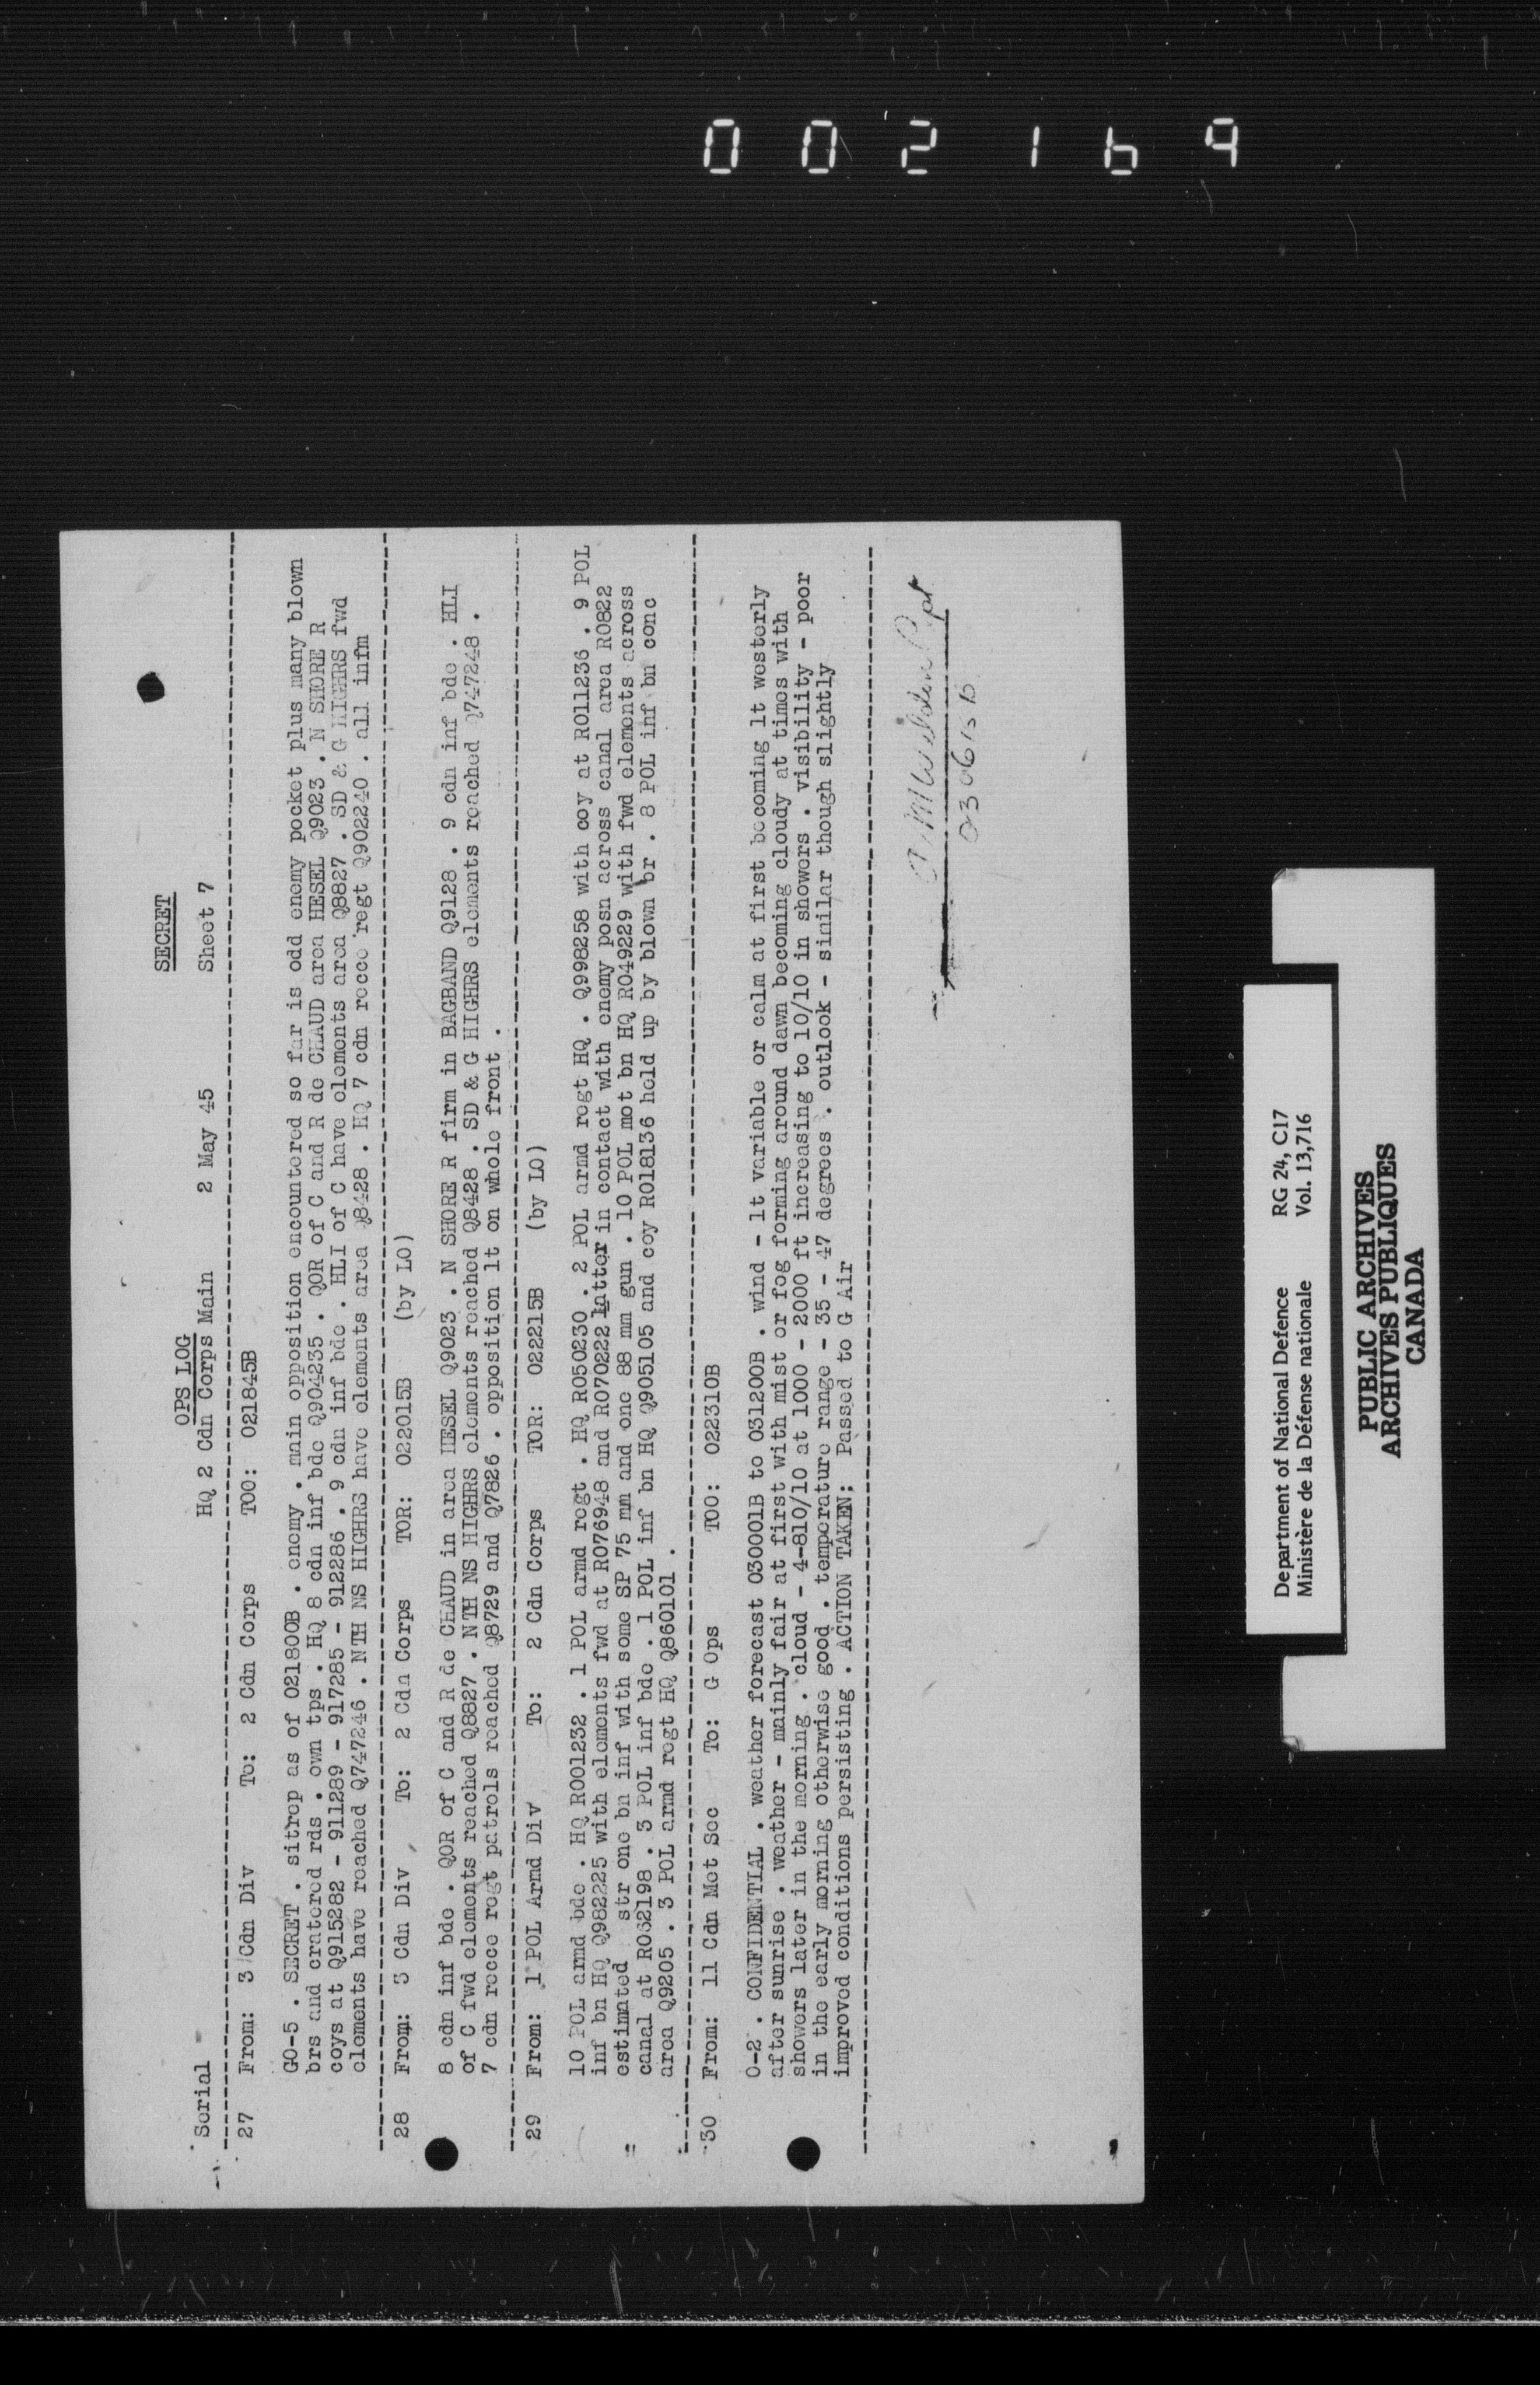 002169
SECRET
OPS LOG
Serial HQ 2 Cdn Corps Main 2 May 45 Sheet 7
27 From: 3 Cdn Div To: 2 Cdn Corps TOO: 021845B
GO-5 . SECRET . sitrep as of 021800B . enemy . main opposition encountered so far is odd enemy pocket plus many blown
brs and cratered rds . own tps . HQ 8 cdn inf bde Q904235 . QOR of C and R de CHAUD area HESEL Q9023 . N SHORE R
coys at Q915282 - 911289 - 917285 - 912286 . 9 cdn inf bde . HLI of C have elements area Q8827 . SD & G HIGHRS fwd
elements have reached Q747246 . NTH NS HIGHRS have elements area Q8428 . HQ 7 cdn recce regt Q902240 . all infm
28 From: 3 Cdn Div To: 2 Cdn Corps TOR: 022015B (by LO)
8 cdn inf bde . QOR of C and R de CHAUD in area HESEL Q9023 . N SHORE R firm in BAGBAND Q9128 . 9 cdn inf bde . HLI
of C fwd elements reached Q8827 . NTH NS HIGHRS elements reached Q8428 . SD & G HIGHRS elements reached Q747248 .
7 cdn recce regt patrols reached Q8729 and Q7826 . opposition lt on whole front .
29 From: 1 POL Armd Div To: 2 Cdn Corps TOR: 022215B (by LO)
10 POL armd bde . HQ R001232 . 1 POL armd regt . HQ R050230 . 2 POL armd regt HQ . Q998258 with coy at R011236 . 9 POL
inf bn HQ Q982225 with elements fwd at R076948 and R070222 latter in contact with enemy posn across canal area R0822
estimated str one bn inf with some SP 75 mm and one 88 mm gun . 10 POL mot bn HQ R049229 with fwd elements across
canal at R062198 . 3 POL inf bde . 1 POL inf bn HQ Q905105 and coy R018136 held up by blown br . 8 POL inf bn conc
area Q9205 . 3 POL armd regt HQ Q860101 .
30 From: 11 Cdn Met Sec To: G Ops TOO: 022310B
O-2 . CONFIDENTIAL . weather forecast 030001B to 031200B . wind - lt variable or calm at first becoming lt westerly
after sunrise . weather - mainly fair at first with mist or fog forming around dawn becoming cloudy at times with
showers later in the morning . cloud - 4-810/10 at 1000 - 2000 ft increasing to 10/10 in showers . visibility - poor
in the early morning otherwise good . temperature range - 35 - 47 degrees . outlook - similar though slightly
improved conditions persisting . ACTION TAKEN: Passed to G Air
030615B
Department of National Defence RG 24, C17
Ministère de la Défense nationale Vol. 13,716
PUBLIC ARCHIVES
ARCHIVES PUBLIQUES
CANADA